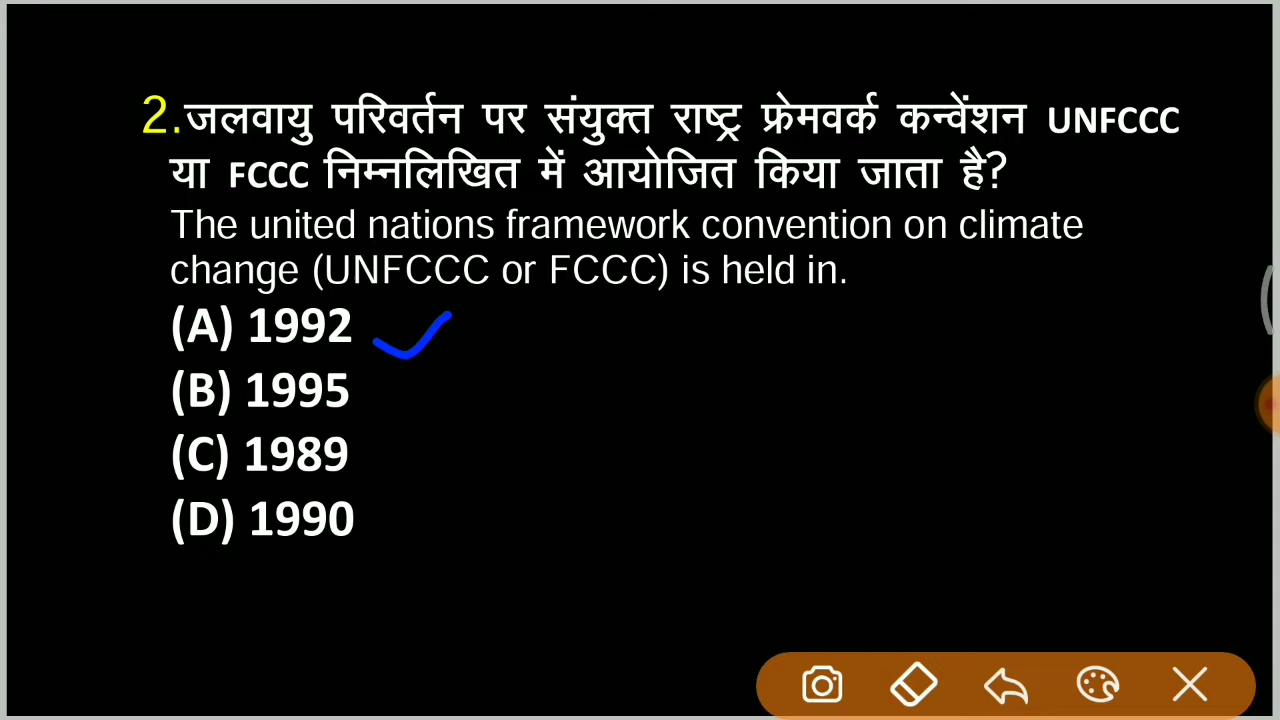 2.जलवायु परिवर्तन पर संयुक्त राष्ट्र फ्रेमवर्क कन्वेंशन UNFCCC
या FCCC निम्नलिखित में आयोजित किया जाता है?
The united nations framework convention on climate
change (UNFCCC or FCCC) is held in.
(A) 1992
(B) 1995
(C) 1989
(D) 1990